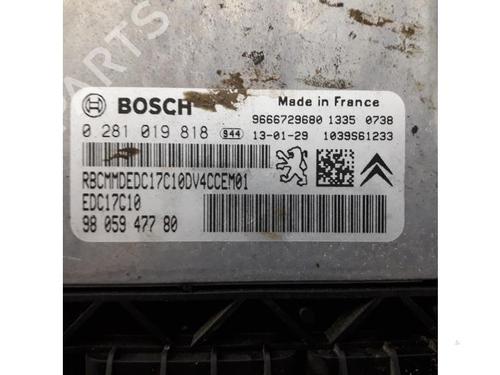 BOSCH
Made in France
9666729680 1335 0738
0 281 019 818 944 13-01-29 1039S61233
RBCMMDEDC17C10DV4CCEM01
EDC17C10
98 059 477 80
PARTS